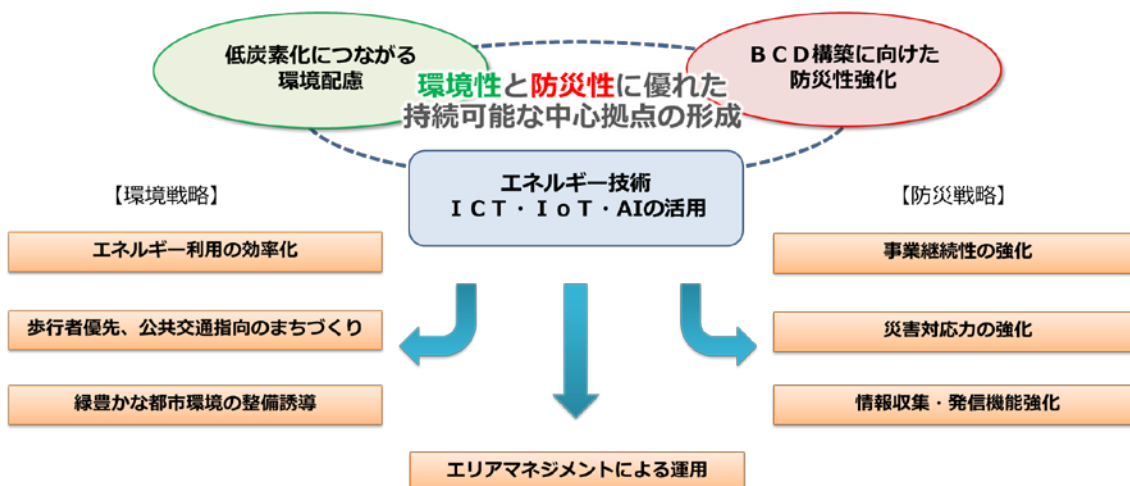 低炭素化につながる
環境配慮
ＢＣＤ構築に向けた
防災性強化
環境性と防災性に優れた
持続可能な中心拠点の形成
エネルギー技術
ＩＣＴ・ＩｏＴ・AIの活用
【環境戦略】
エネルギー利用の効率化
歩行者優先、公共交通指向のまちづくり
緑豊かな都市環境の整備誘導
【防災戦略】
事業継続性の強化
災害対応力の強化
情報収集・発信機能強化
エリアマネジメントによる運用